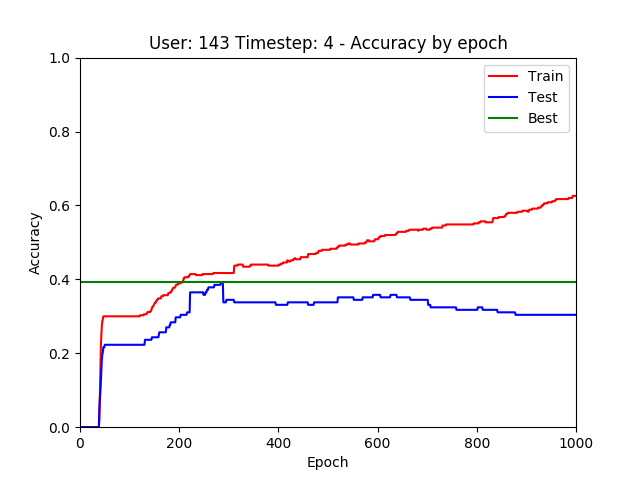 User: 143 Timestep: 4 - Accuracy by epoch
1.0
Train
Test
Best
0.8
0.6
Accuracy
0.4
0.2
0.0
0 200 400 600 800 1000
Epoch